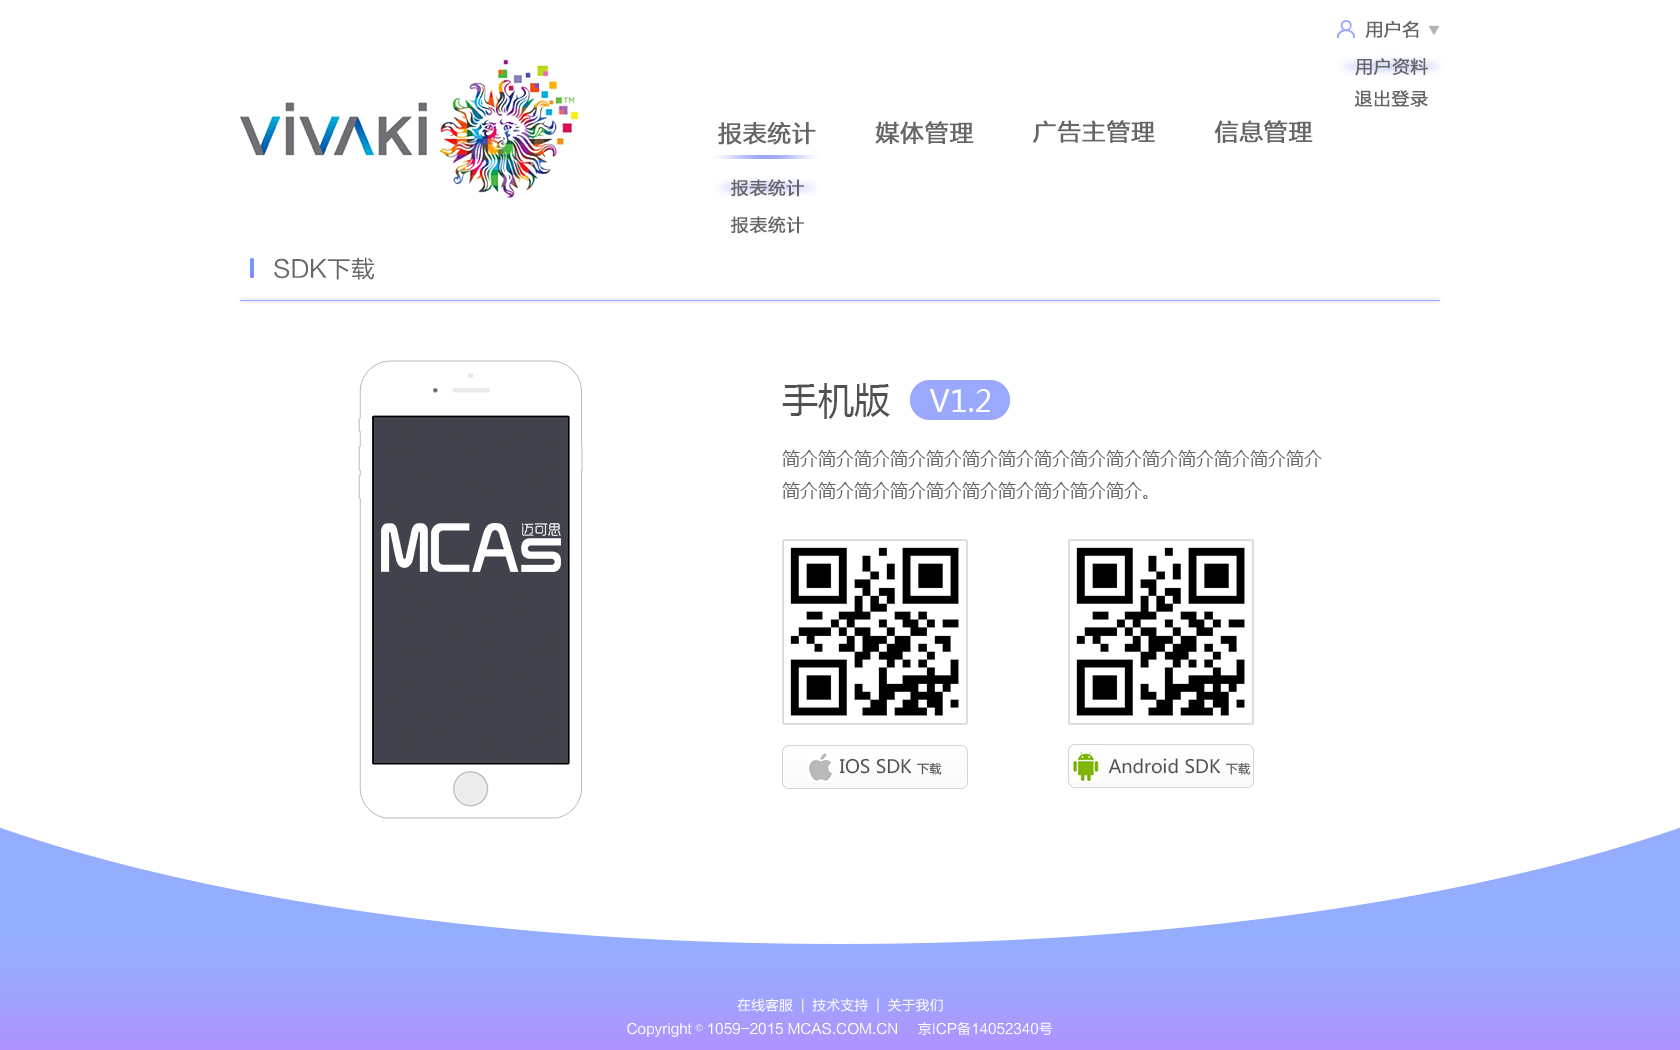 用户名
用户资料
退出登录
VIVAKI TM
报表统计 媒体管理 广告主管理 信息管理
报表统计
报表统计
SDK下载
手机版 V1.2
简介简介简介简介简介简介简介简介简介简介简介简介简介简介简介
简介简介简介简介简介简介简介简介简介简介。
MCAs 迈可思
IOS SDK 下载
Android SDK 下载
在线客服 | 技术支持 | 关于我们
Copyright © 1059-2015 MCAS.COM.CN 京ICP备14052340号